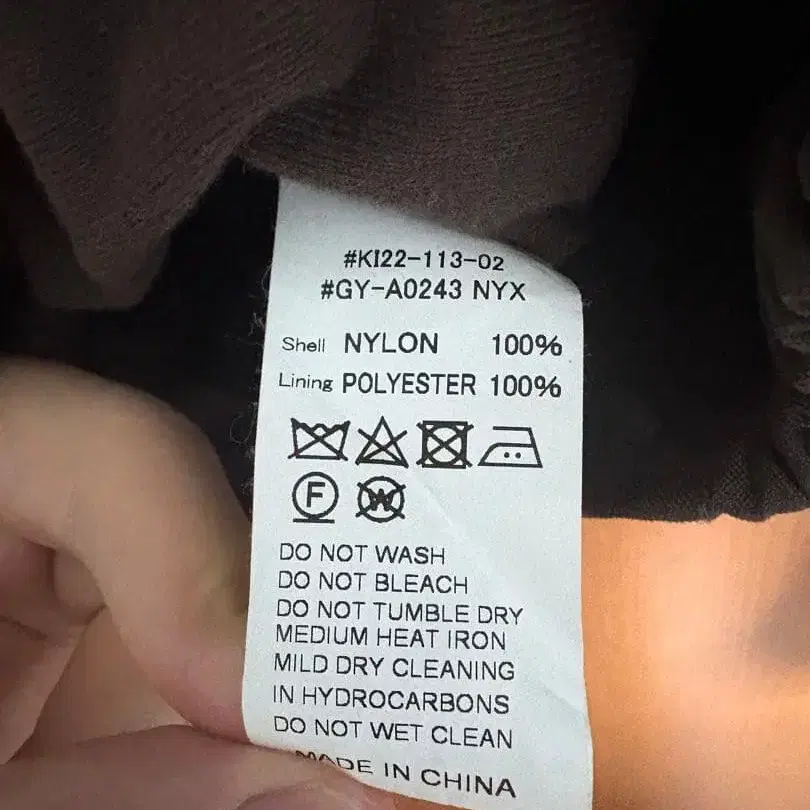 #KI22-113-02
#GY-A0243 NYX
Shell NYLON 100%
Lining POLYESTER 100%
F W
DO NOT WASH
DO NOT BLEACH
DO NOT TUMBLE DRY
MEDIUM HEAT IRON
MILD DRY CLEANING
IN HYDROCARBONS
DO NOT WET CLEAN
MADE IN CHINA